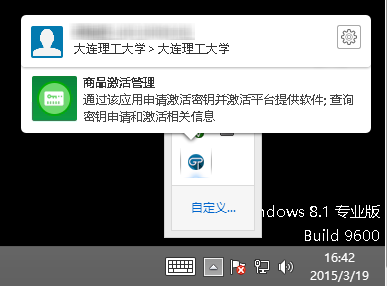 大连理工大学 > 大连理工大学
商品激活管理
通过该应用申请激活密钥并激活平台提供软件; 查询
密钥申请和激活相关信息
GP
自定义...
ndows 8.1 专业版
Build 9600
16:42
2015/3/19